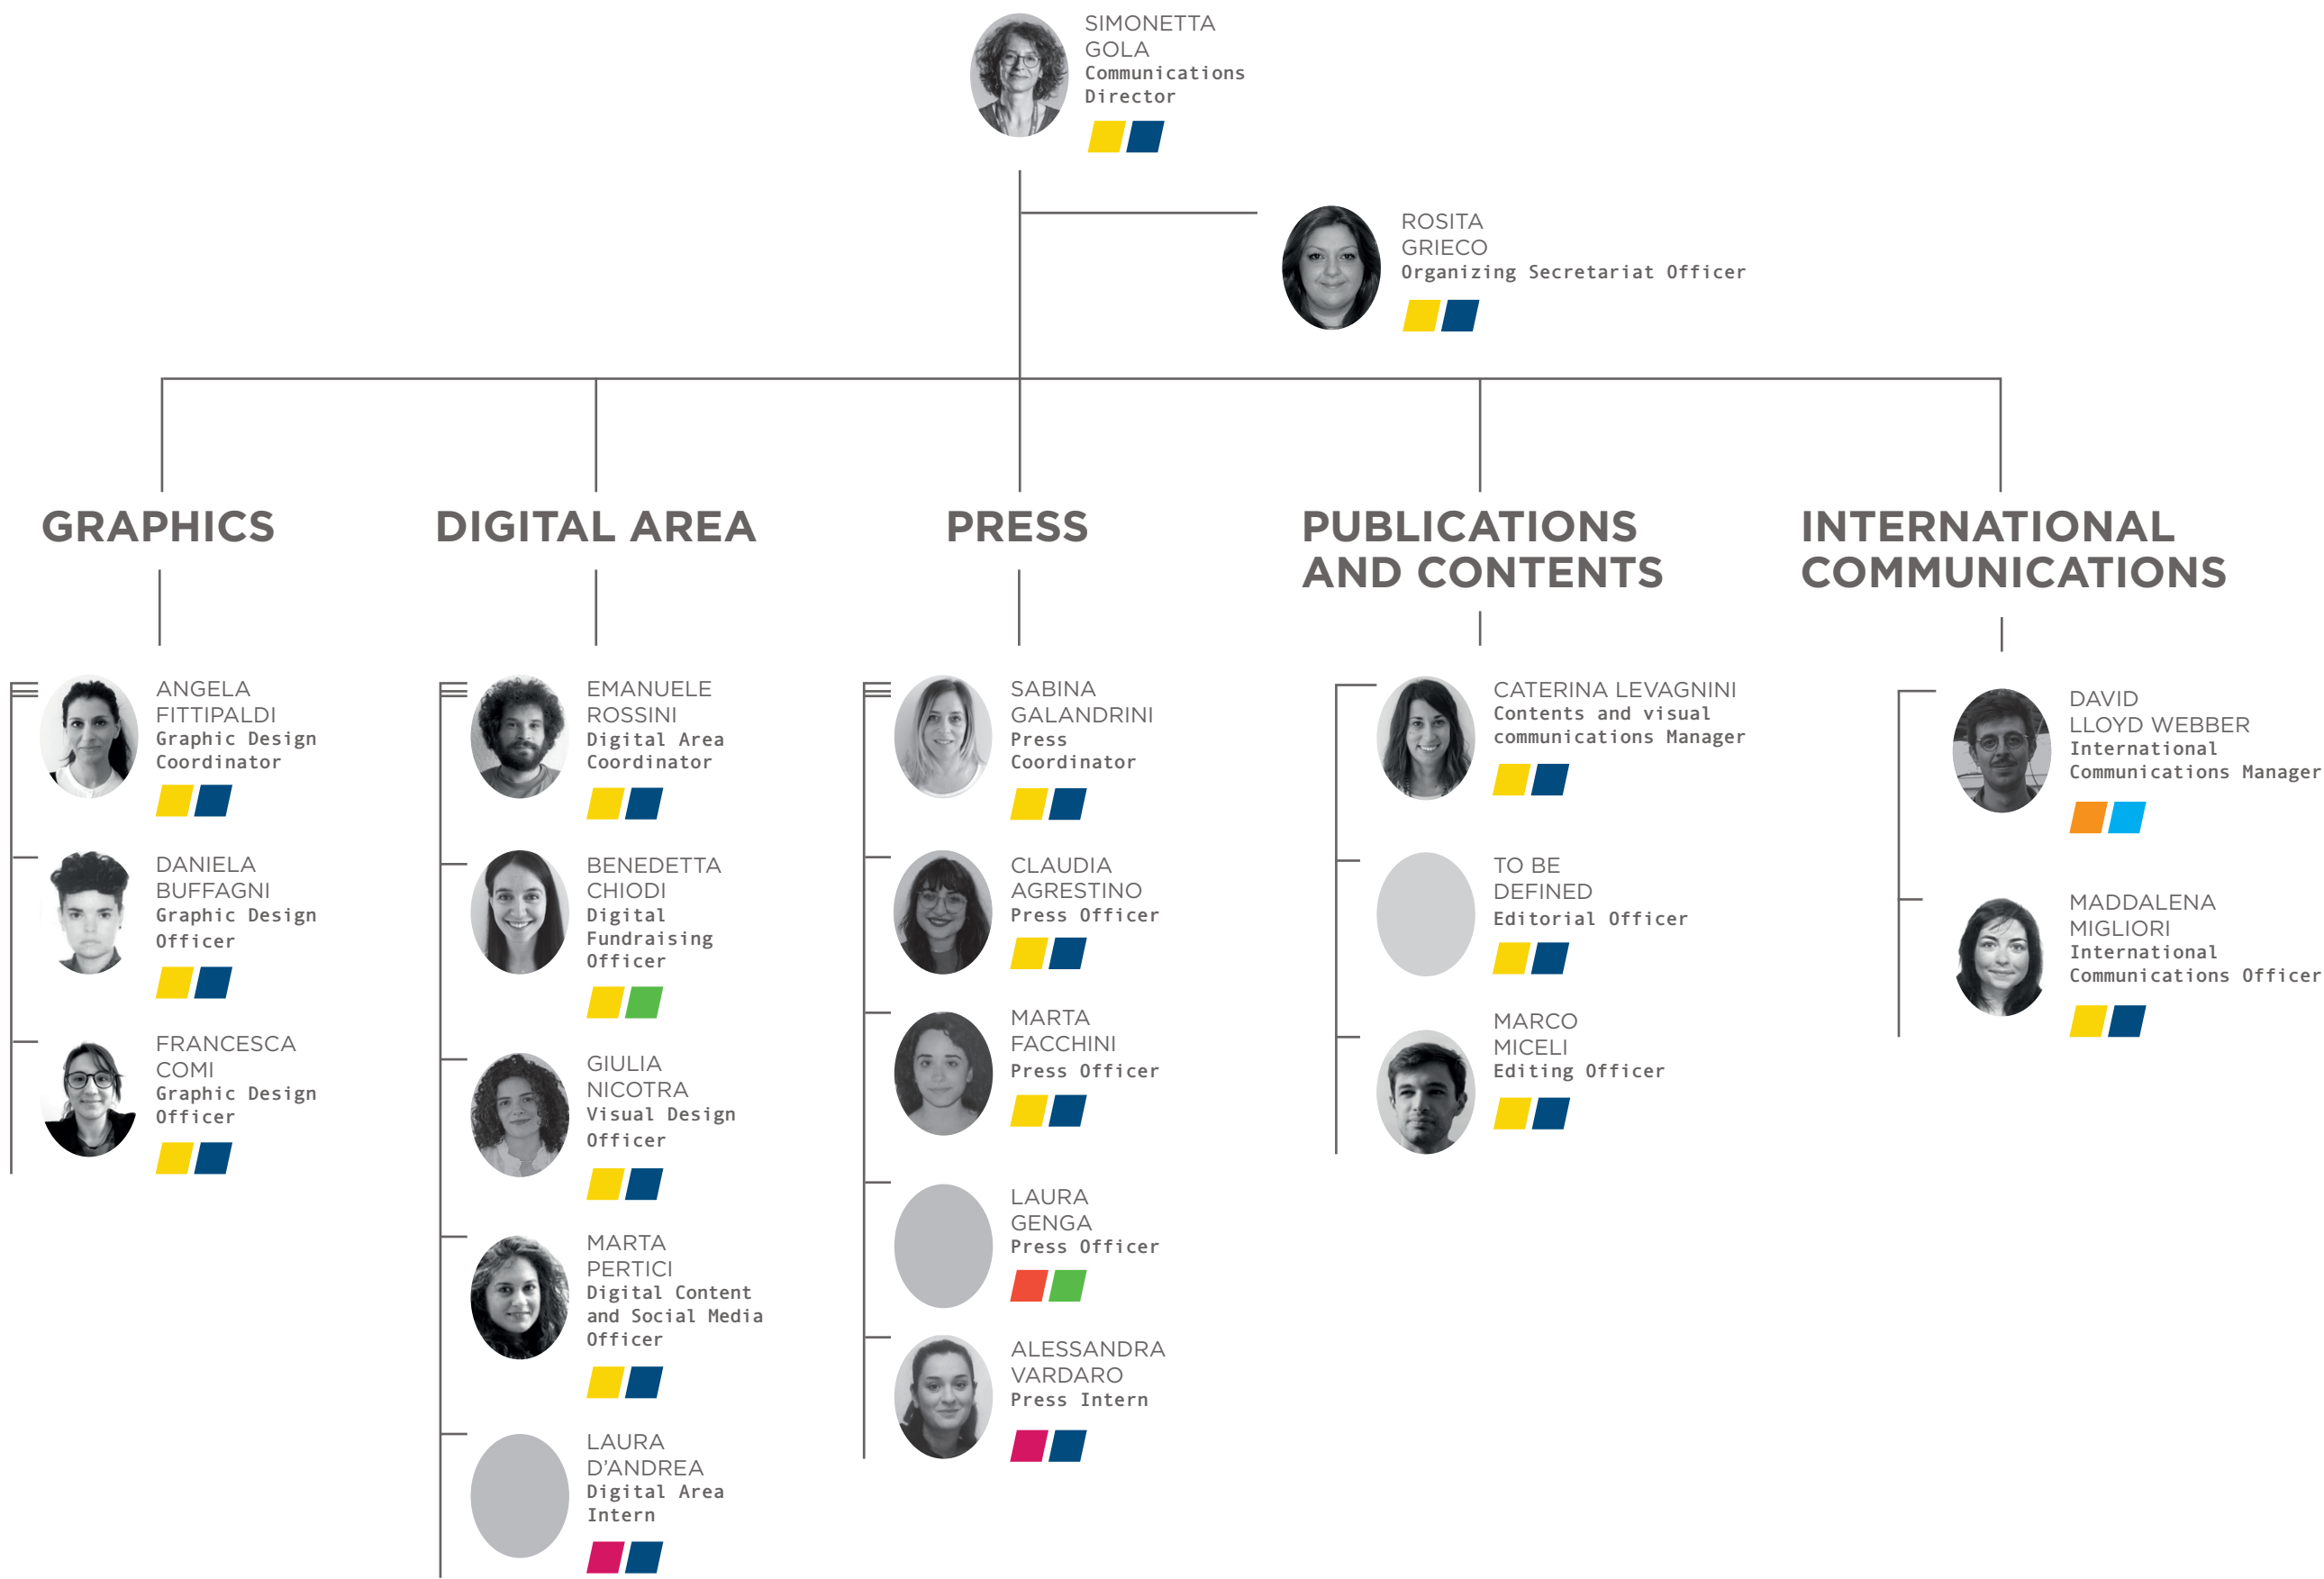 SIMONETTA
GOLA
Communications
Director
ROSITA
GRIECO
Organizing Secretariat Officer
GRAPHICS
ANGELA
FITTIPALDI
Graphic Design
Coordinator
DANIELA
BUFFAGNI
Graphic Design
Officer
FRANCESCA
COMI
Graphic Design
Officer
DIGITAL AREA
EMANUELE
ROSSINI
Digital Area
Coordinator
BENEDETTA
CHIODI
Digital
Fundraising
Officer
GIULIA
NICOTRA
Visual Design
Officer
MARTA
PERTICI
Digital Content
and Social Media
Officer
LAURA
D’ANDREA
Digital Area
Intern
PRESS
SABINA
GALANDRINI
Press
Coordinator
CLAUDIA
AGRESTINO
Press Officer
MARTA
FACCHINI
Press Officer
LAURA
GENGA
Press Officer
ALESSANDRA
VARDARO
Press Intern
PUBLICATIONS
AND CONTENTS
CATERINA LEVAGNINI
Contents and visual
communications Manager
TO BE
DEFINED
Editorial Officer
MARCO
MICELI
Editing Officer
INTERNATIONAL
COMMUNICATIONS
DAVID
LLOYD WEBBER
International
Communications Manager
MADDALENA
MIGLIORI
International
Communications Officer